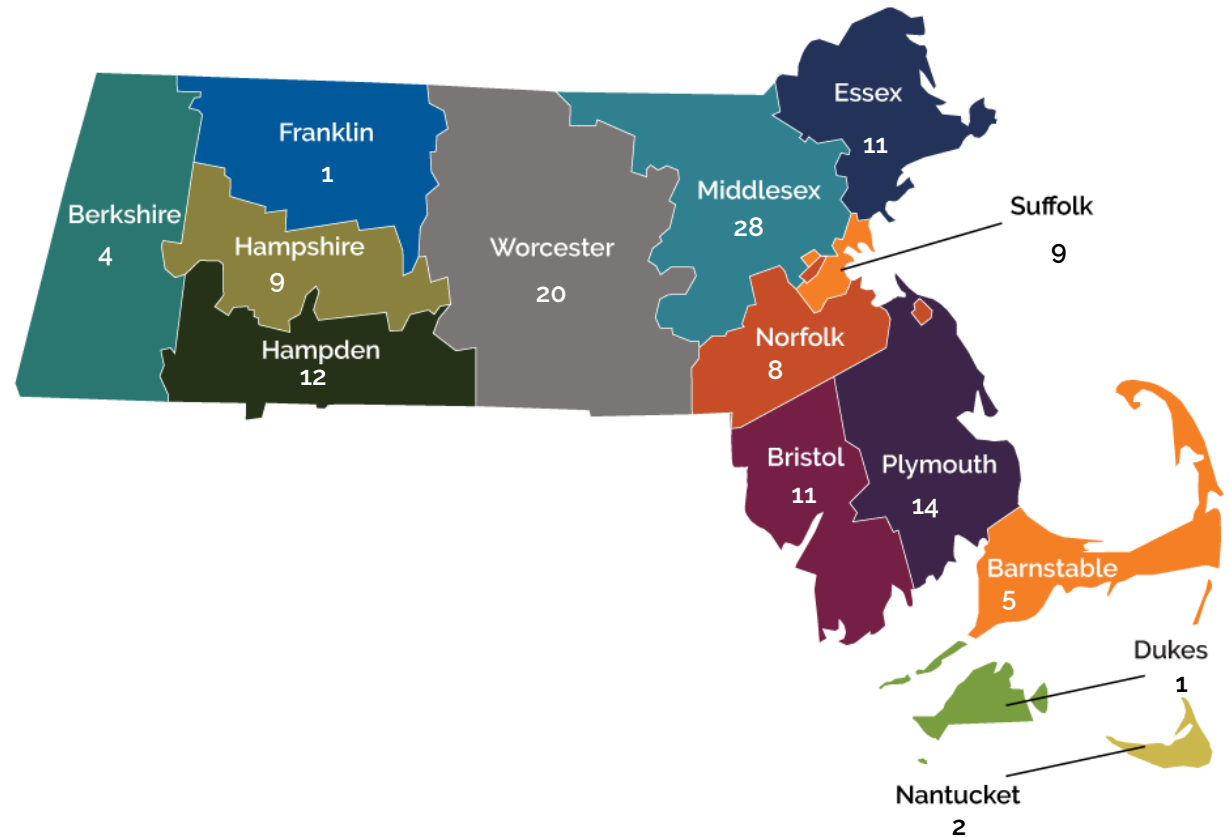 Essex
11
Franklin
1
Middlesex
28
Suffolk
9
Berkshire
4
Hampshire
9
Worcester
20
Norfolk
8
Hampden
12
Bristol
11
Plymouth
14
Barnstable
5
Dukes
1
Nantucket
2